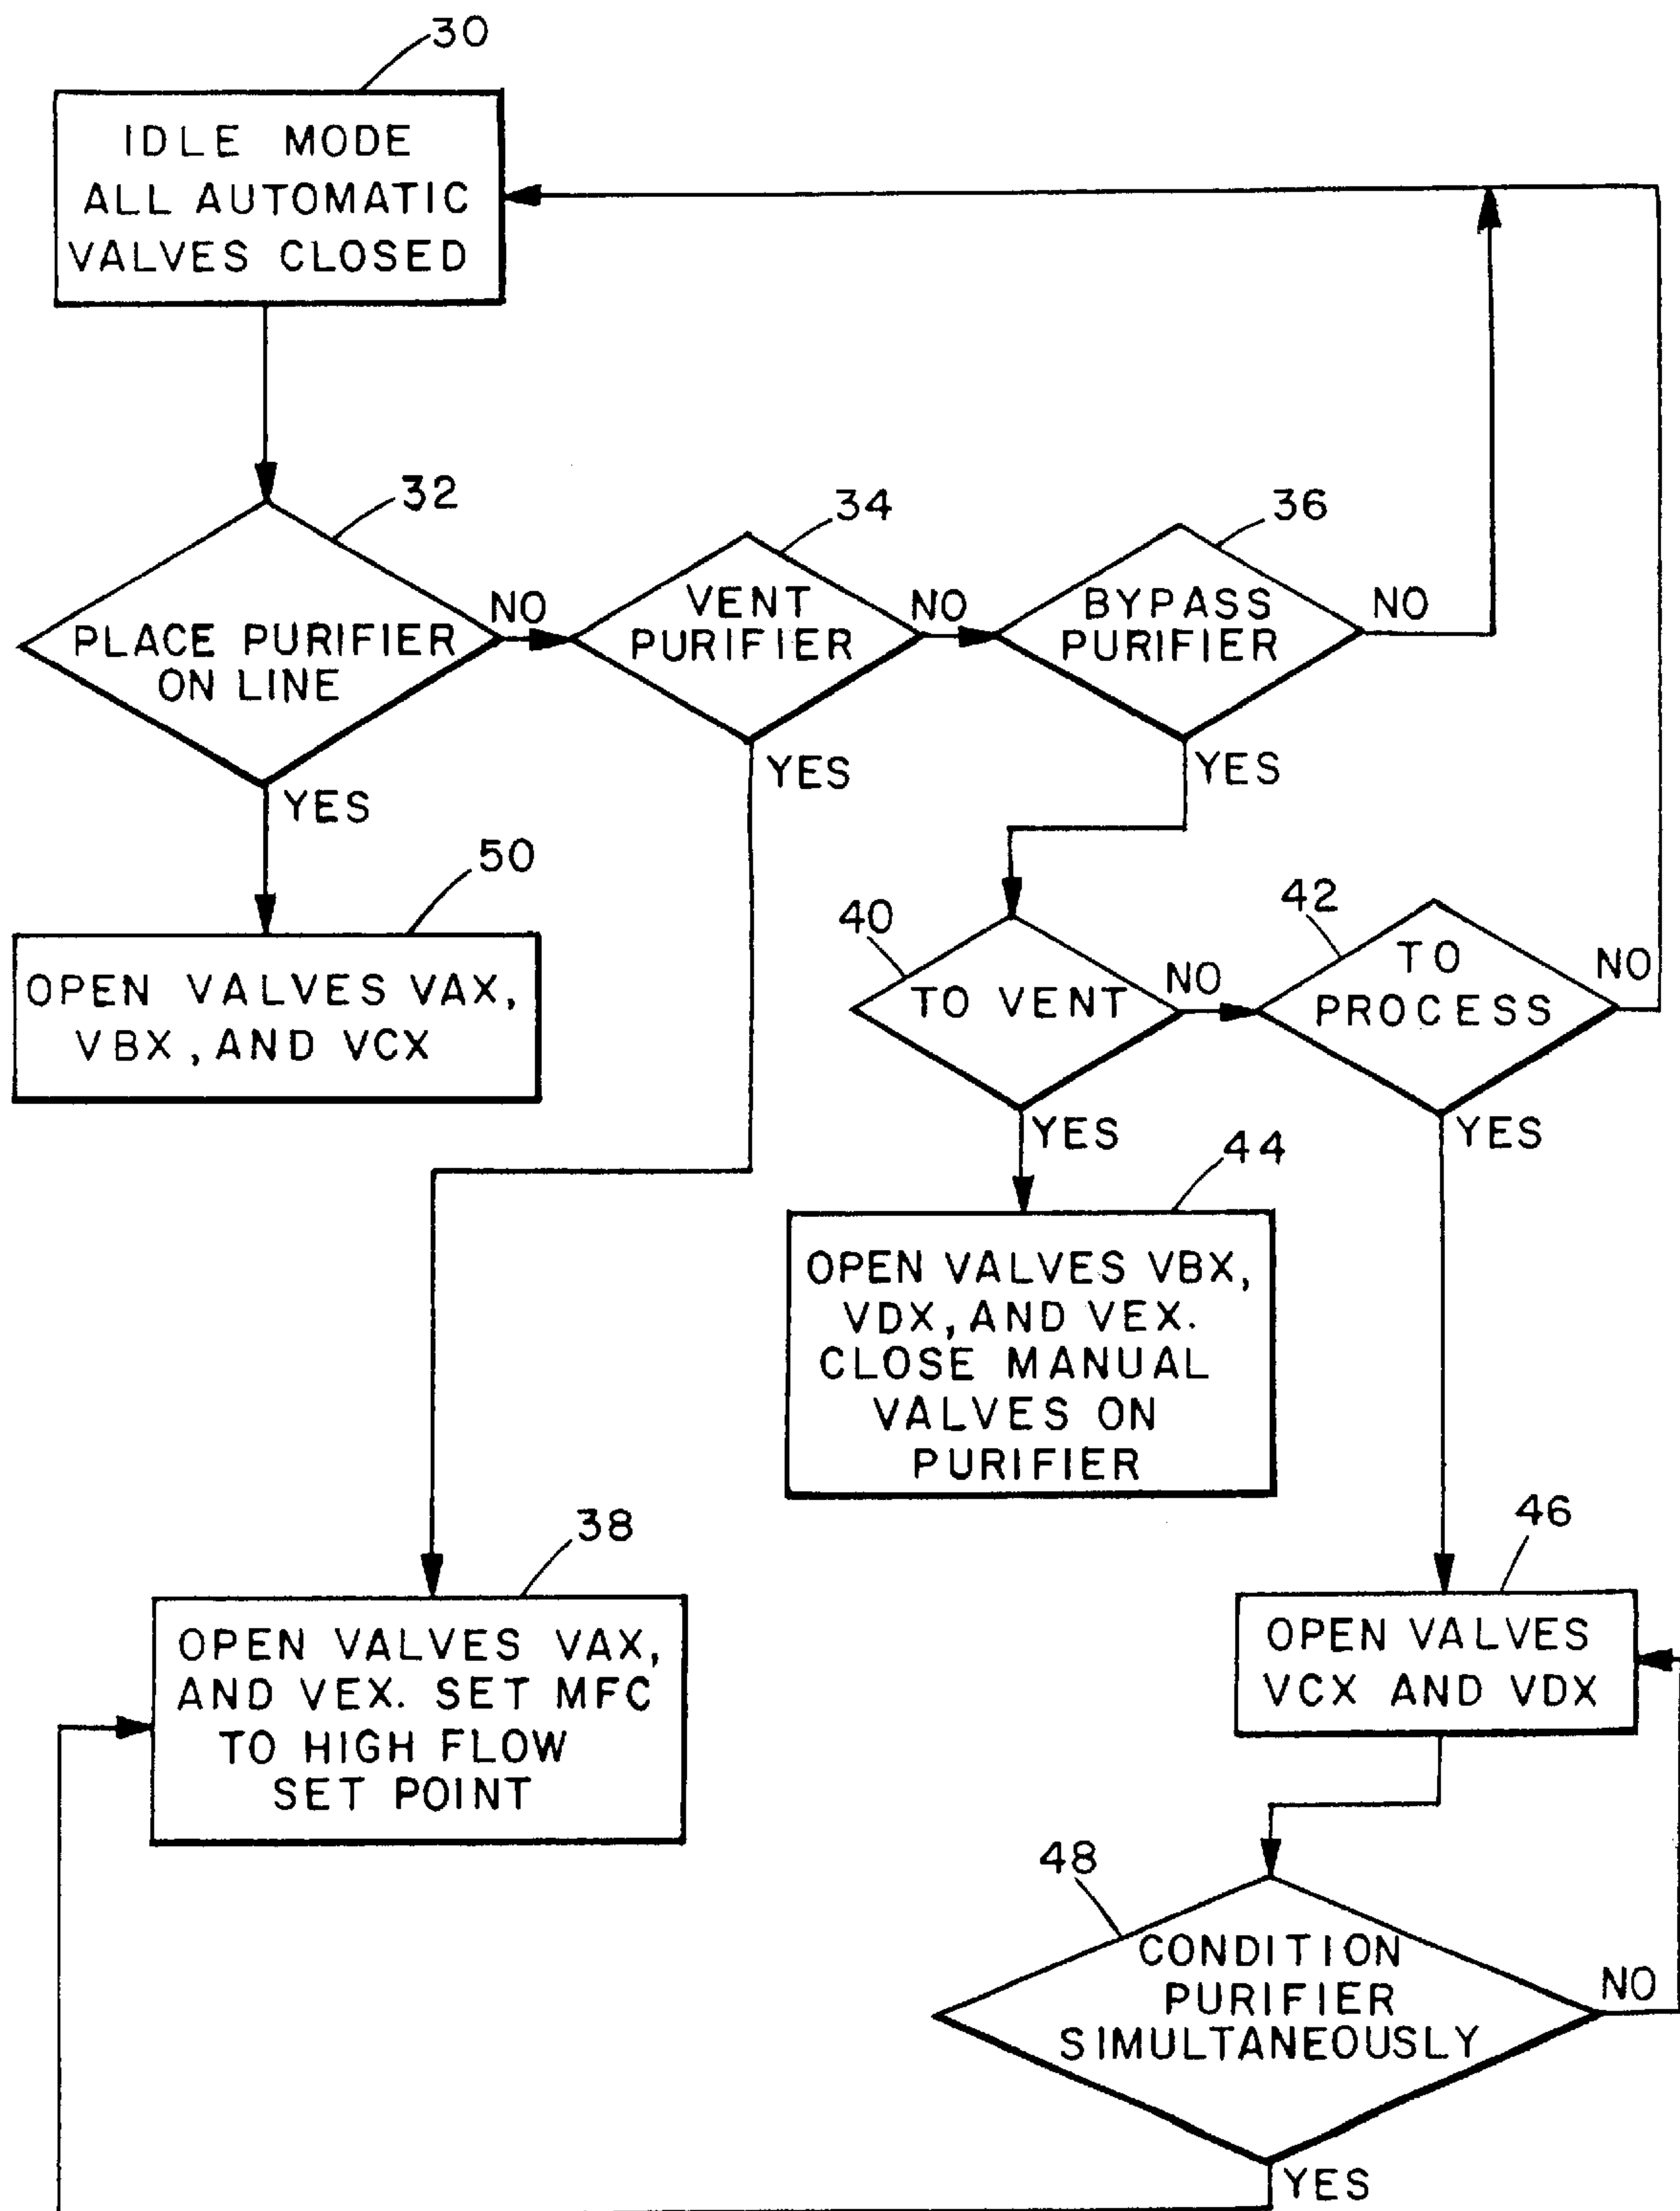 30
IDLE MODE
ALL AUTOMATIC
VALVES CLOSED
32
PLACE PURIFIER
ON LINE
NO
YES
34
VENT
PURIFIER
NO
YES
36
BYPASS
PURIFIER
NO
YES
50
OPEN VALVES VAX,
VBX, AND VCX
40
TO VENT
NO
YES
42
TO
PROCESS
NO
YES
44
OPEN VALVES VBX,
VDX, AND VEX.
CLOSE MANUAL
VALVES ON
PURIFIER
38
OPEN VALVES VAX,
AND VEX. SET MFC
TO HIGH FLOW
SET POINT
46
OPEN VALVES
VCX AND VDX
48
CONDITION
PURIFIER
SIMULTANEOUSLY
NO
YES